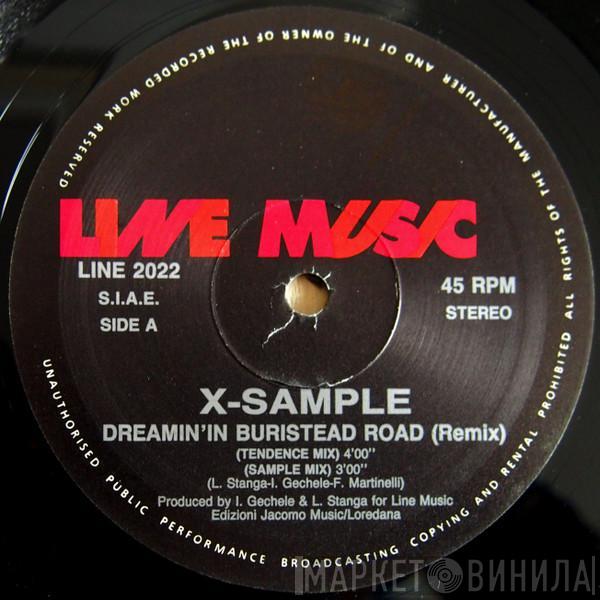 ALL RIGHTS OF THE MANUFACTURER AND OF THE OWNER OF THE RECORDED WORK RESERVED
LINE MUSIC
LINE 2022
S.I.A.E.
SIDE A
45 RPM
STEREO
X-SAMPLE
DREAMIN'IN BURISTEAD ROAD (Remix)
(TENDENCE MIX) 4'00"
(SAMPLE MIX) 3'00"
(L. Stanga-I. Gechele-F. Martinelli)
Produced by I. Gechele & L. Stanga for Line Music
Edizioni Jacomo Music/Loredana
UNAUTHORISED PUBLIC PERFORMANCE BROADCASTING COPYING AND RENTAL PROHIBITED
МАРКЕТ ВИНИЛА